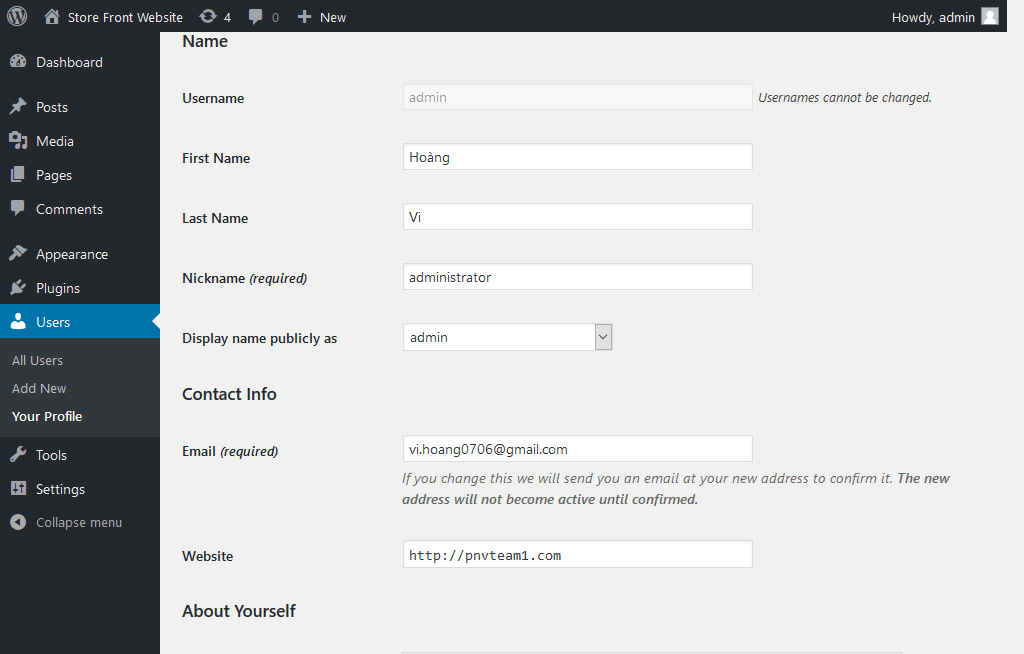 Store Front Website 4 0 New Howdy, admin
Dashboard
Posts
Media
Pages
Comments
Appearance
Plugins
Users
All Users
Add New
Your Profile
Tools
Settings
Collapse menu
Name
Username admin Usernames cannot be changed.
First Name Hoàng
Last Name Vi
Nickname (required) administrator
Display name publicly as admin
Contact Info
Email (required) vi.hoang0706@gmail.com
If you change this we will send you an email at your new address to confirm it. The new
address will not become active until confirmed.
Website http://pnvteam1.com
About Yourself